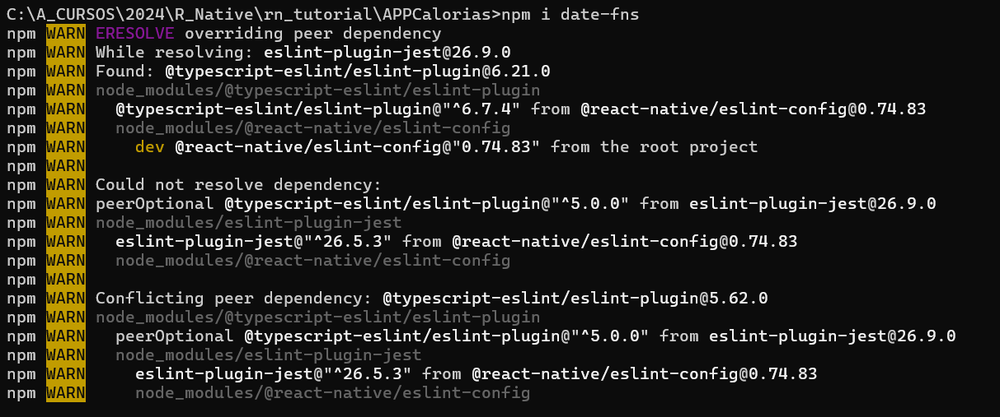 C:\A_CURSOS\2024\R_Native\rn_tutorial\APPCalorias>npm i date-fns
npm WARN ERESOLVE overriding peer dependency
npm WARN While resolving: eslint-plugin-jest@26.9.0
npm WARN Found: @typescript-eslint/eslint-plugin@6.21.0
npm WARN node_modules/@typescript-eslint/eslint-plugin
npm WARN   @typescript-eslint/eslint-plugin@"^6.7.4" from @react-native/eslint-config@0.74.83
npm WARN   node_modules/@react-native/eslint-config
npm WARN     dev @react-native/eslint-config@"0.74.83" from the root project
npm WARN
npm WARN Could not resolve dependency:
npm WARN peerOptional @typescript-eslint/eslint-plugin@"^5.0.0" from eslint-plugin-jest@26.9.0
npm WARN node_modules/eslint-plugin-jest
npm WARN   eslint-plugin-jest@"^26.5.3" from @react-native/eslint-config@0.74.83
npm WARN   node_modules/@react-native/eslint-config
npm WARN
npm WARN Conflicting peer dependency: @typescript-eslint/eslint-plugin@5.62.0
npm WARN node_modules/@typescript-eslint/eslint-plugin
npm WARN   peerOptional @typescript-eslint/eslint-plugin@"^5.0.0" from eslint-plugin-jest@26.9.0
npm WARN   node_modules/eslint-plugin-jest
npm WARN     eslint-plugin-jest@"^26.5.3" from @react-native/eslint-config@0.74.83
npm WARN     node_modules/@react-native/eslint-config